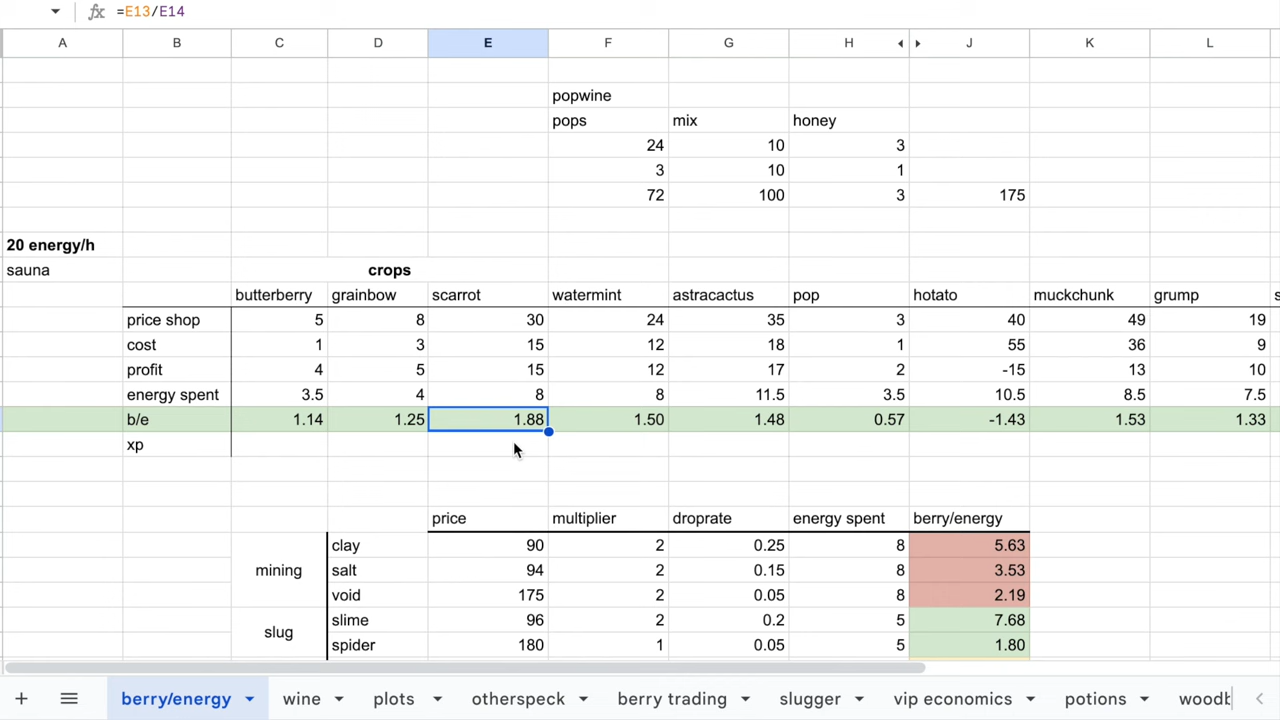 fx =E13/E14
A B C D E F G H J K L
popwine
pops mix honey
24 10 3
3 10 1
72 100 3 175
20 energy/h
sauna crops
butterberry grainbow scarrot watermint astracactus pop hotato muckchunk grump s
price shop 5 8 30 24 35 3 40 49 19
cost 1 3 15 12 18 1 55 36 9
profit 4 5 15 12 17 2 -15 13 10
energy spent 3.5 4 8 8 11.5 3.5 10.5 8.5 7.5
b/e 1.14 1.25 1.88 1.50 1.48 0.57 -1.43 1.53 1.33
xp
price multiplier droprate energy spent berry/energy
clay 90 2 0.25 8 5.63
mining salt 94 2 0.15 8 3.53
void 175 2 0.05 8 2.19
slime 96 2 0.2 5 7.68
slug
spider 180 1 0.05 5 1.80
berry/energy wine plots otherspeck berry trading slugger vip economics potions woodb